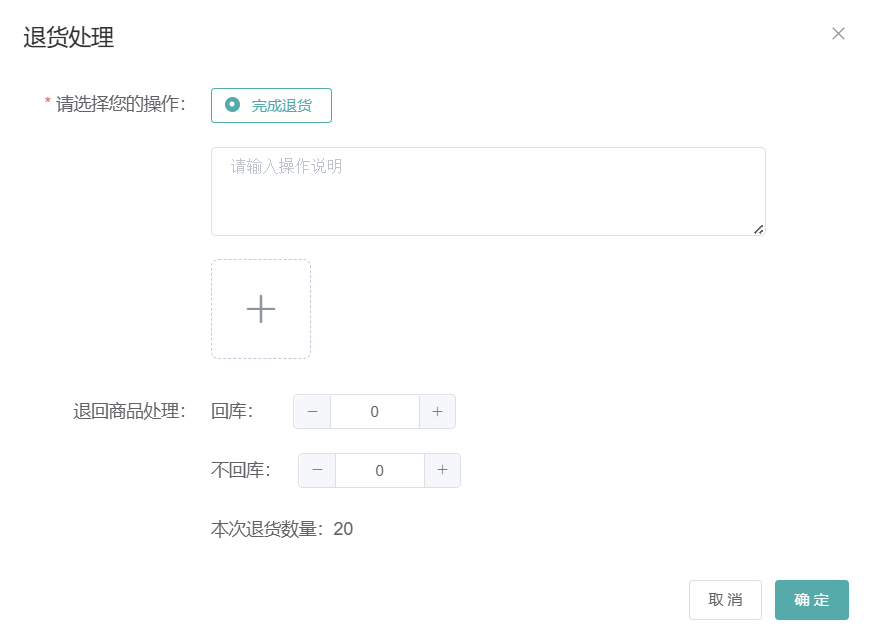 退货处理
* 请选择您的操作： 完成退货
请输入操作说明
退回商品处理： 回库： 0
不回库： 0
本次退货数量：20
取消 确定